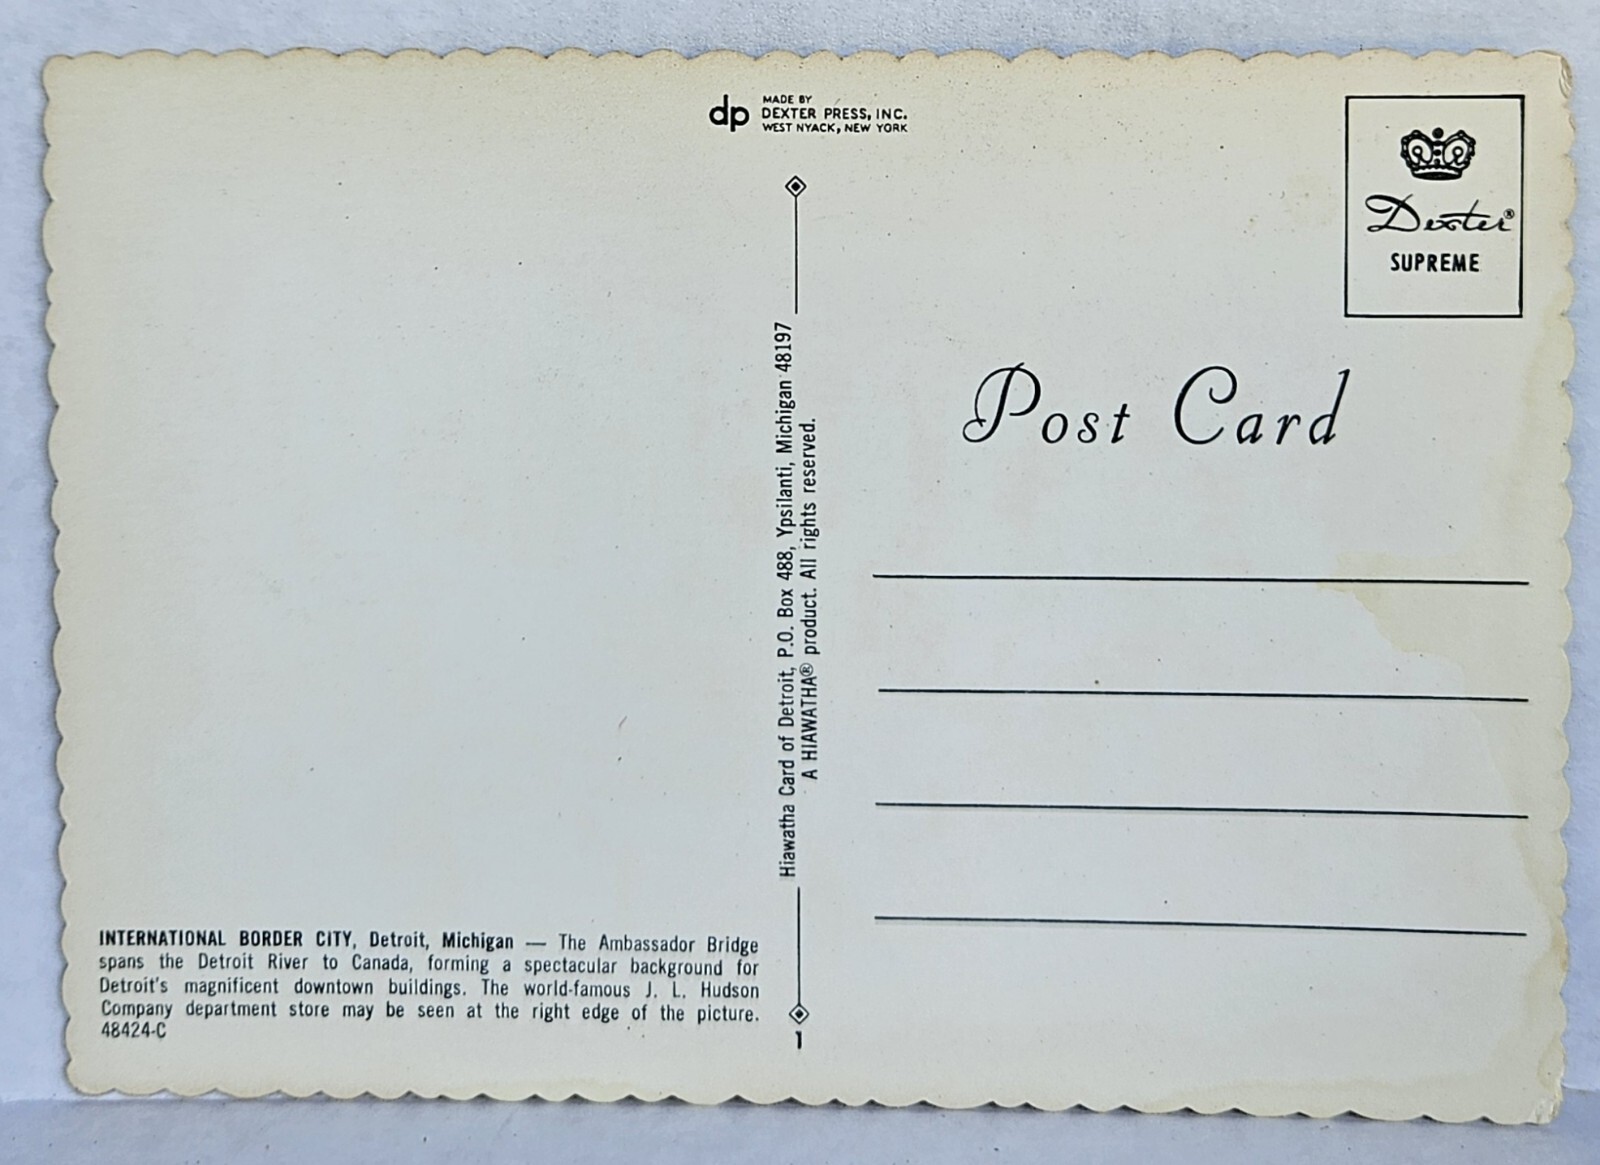 dp MADE BY
DEXTER PRESS, INC.
WEST NYACK, NEW YORK
Dexter®
SUPREME
Post Card
Hiawatha Card of Detroit, P.O. Box 488, Ypsilanti, Michigan 48197
A HIAWATHA® product. All rights reserved.
INTERNATIONAL BORDER CITY, Detroit, Michigan — The Ambassador Bridge
spans the Detroit River to Canada, forming a spectacular background for
Detroit's magnificent downtown buildings. The world-famous J. L. Hudson
Company department store may be seen at the right edge of the picture.
48424-C
1